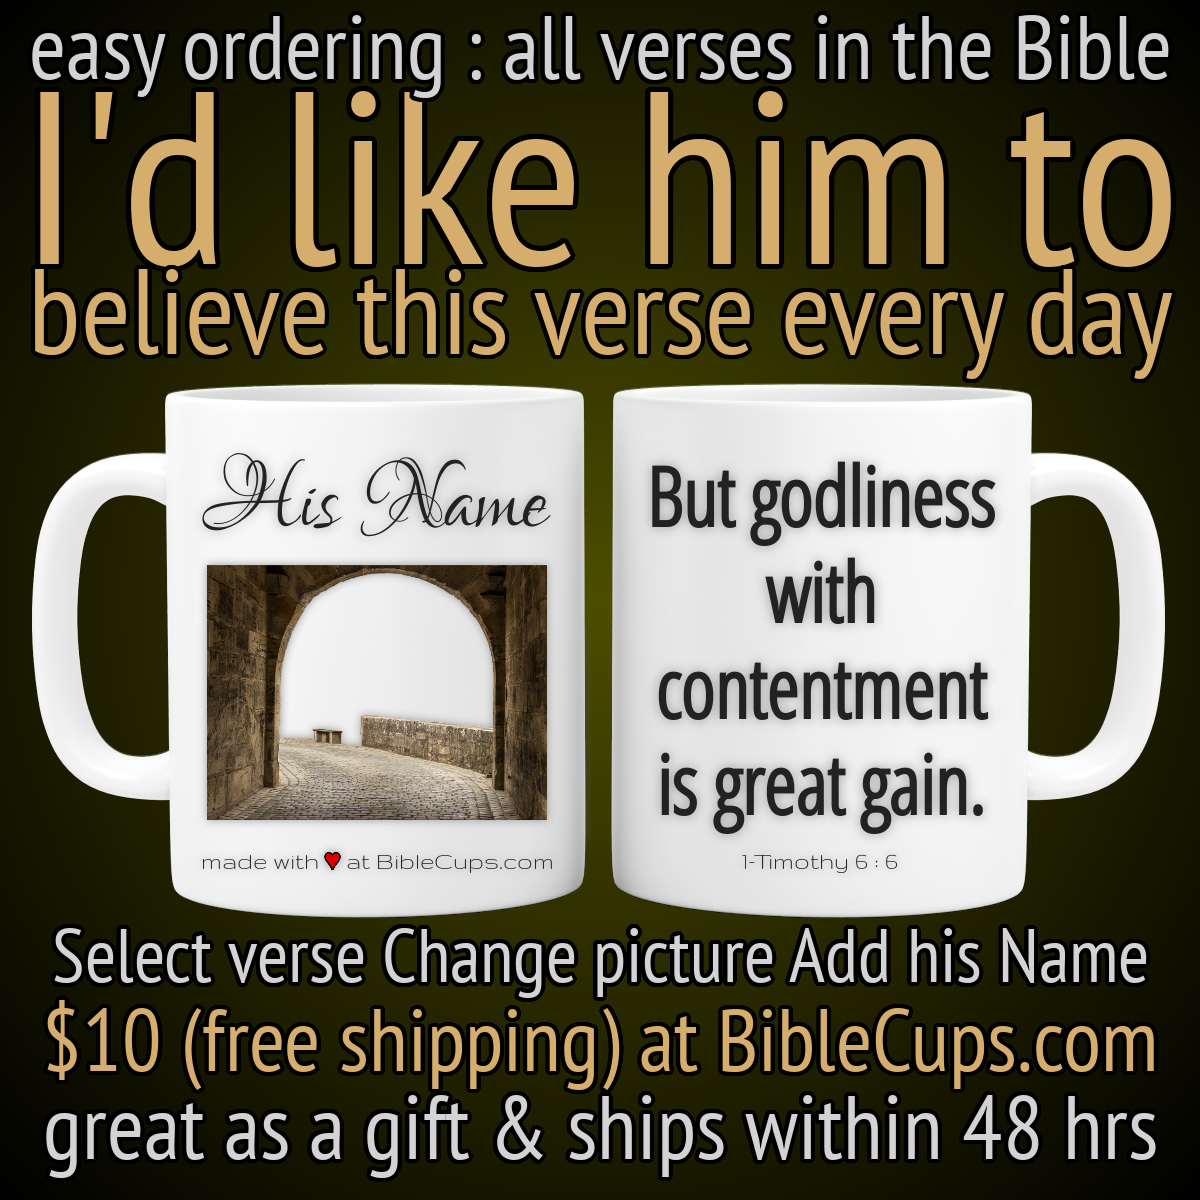 easy ordering : all verses in the Bible
I'd like him to
believe this verse every day
His Name
made with ♥ at BibleCups.com
But godliness
with
contentment
is great gain.
1-Timothy 6 : 6
Select verse Change picture Add his Name
$10 (free shipping) at BibleCups.com
great as a gift & ships within 48 hrs